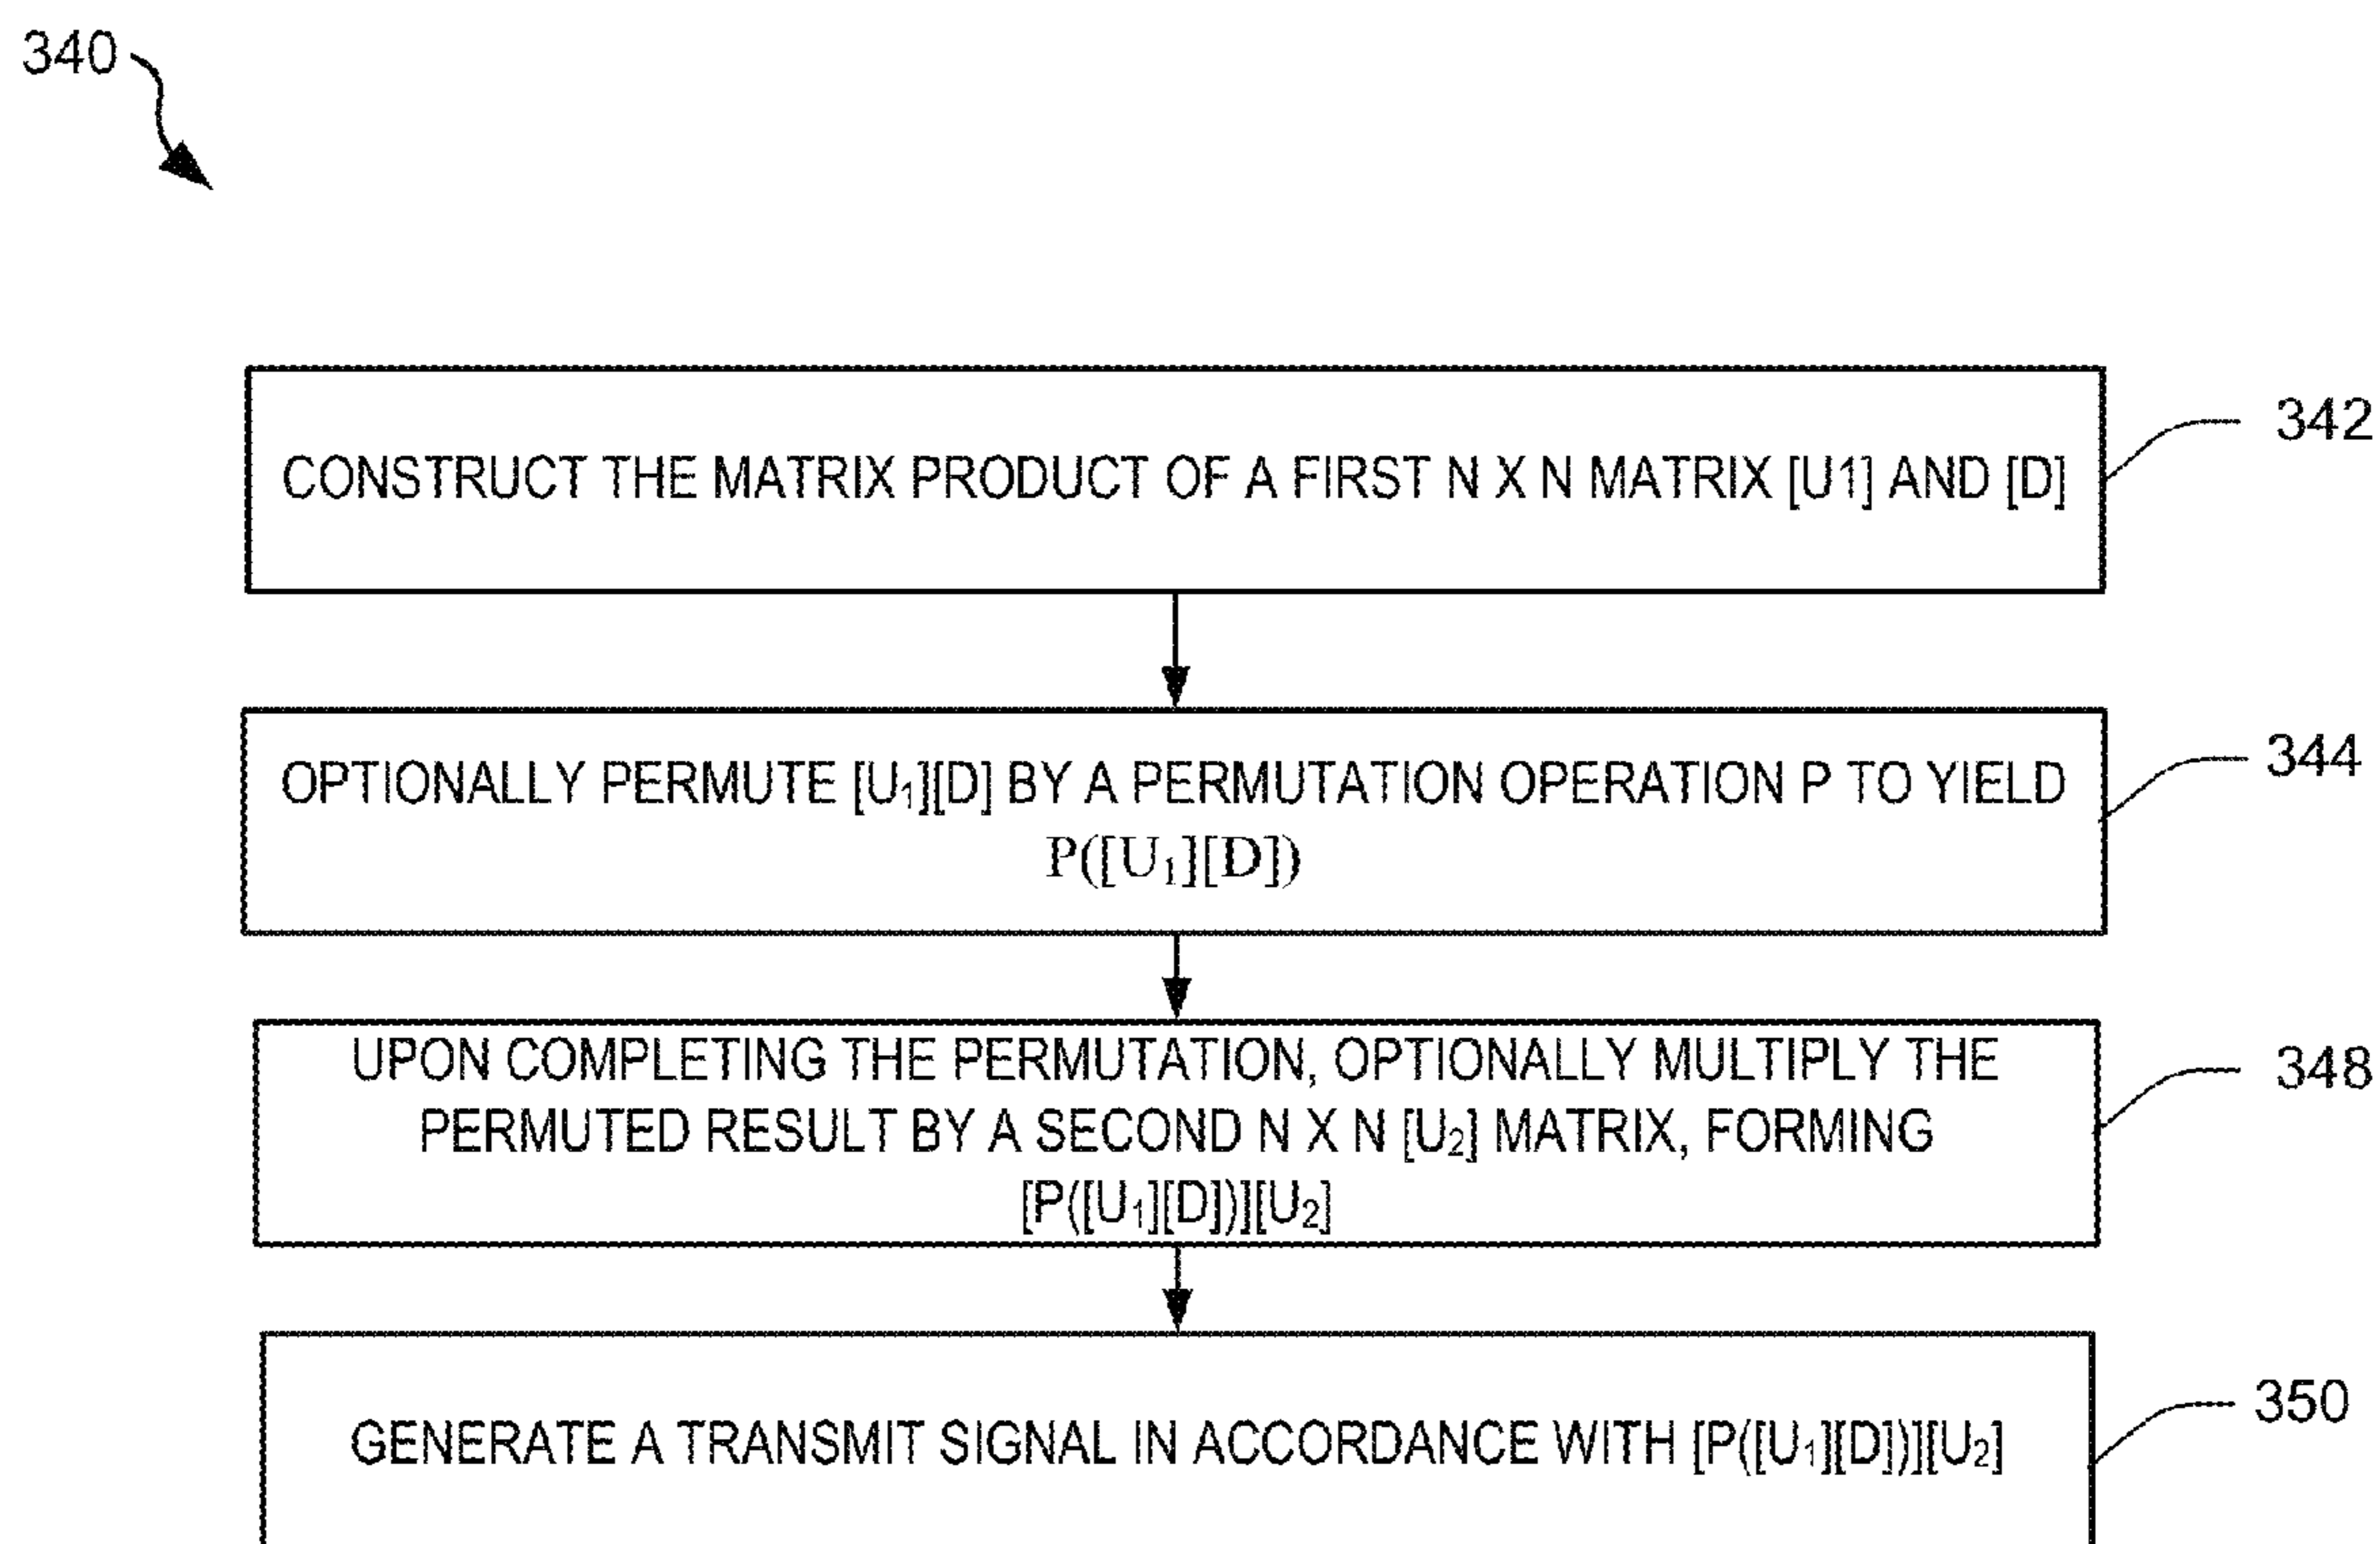 340
CONSTRUCT THE MATRIX PRODUCT OF A FIRST N X N MATRIX [U1] AND [D]
342
OPTIONALLY PERMUTE [U₁][D] BY A PERMUTATION OPERATION P TO YIELD
P([U₁][D])
344
UPON COMPLETING THE PERMUTATION, OPTIONALLY MULTIPLY THE
PERMUTED RESULT BY A SECOND N X N [U₂] MATRIX, FORMING
[P([U₁][D])][U₂]
348
GENERATE A TRANSMIT SIGNAL IN ACCORDANCE WITH [P([U₁][D])][U₂]
350